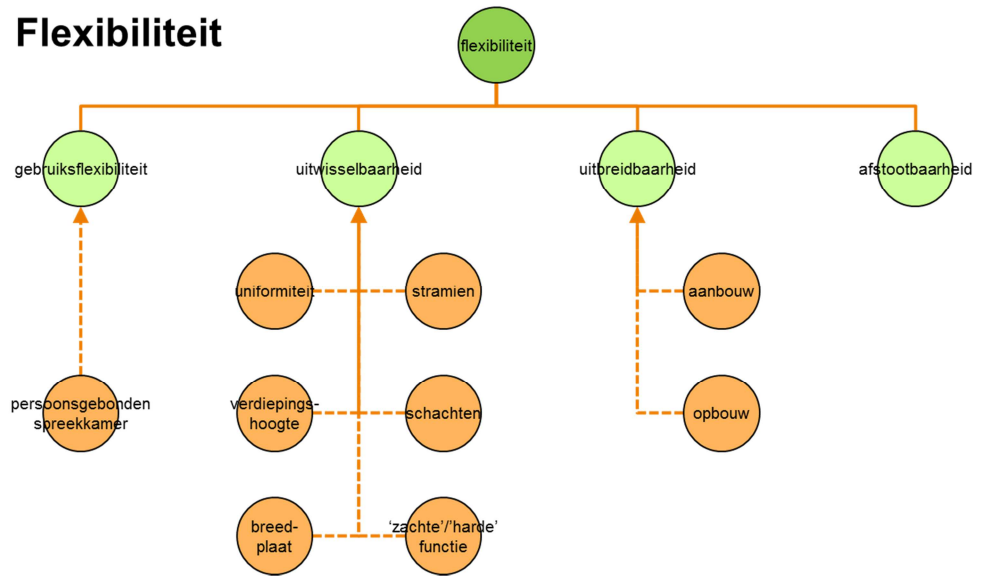 Flexibiliteit
flexibiliteit
gebruiksflexibiliteit
uitwisselbaarheid
uitbreidbaarheid
afstootbaarheid
uniformiteit
stramien
aanbouw
persoonsgebonden
spreekkamer
verdiepings-
hoogte
schachten
opbouw
breed-
plaat
‘zachte’/’harde’
functie